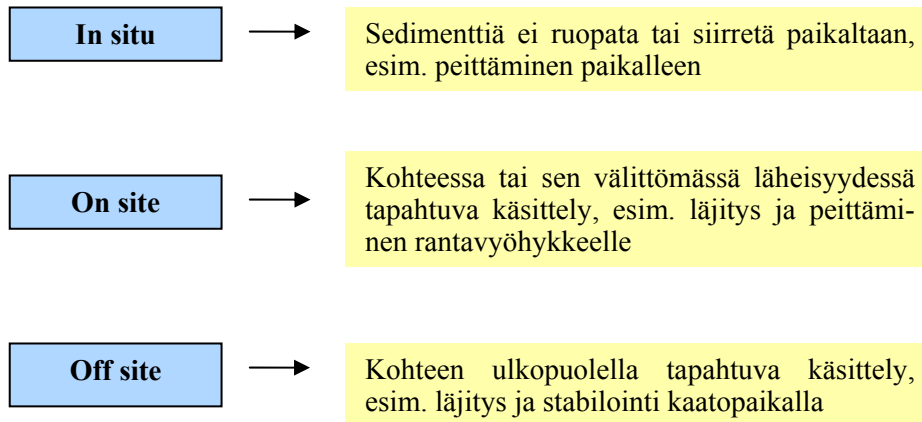 In situ
Sedimenttiä ei ruopata tai siirretä paikaltaan,
esim. peittäminen paikalleen
On site
Kohteessa tai sen välittömässä läheisyydessä
tapahtuva käsittely, esim. läjitys ja peittämi-
nen rantavyöhykkeelle
Off site
Kohteen ulkopuolella tapahtuva käsittely,
esim. läjitys ja stabilointi kaatopaikalla